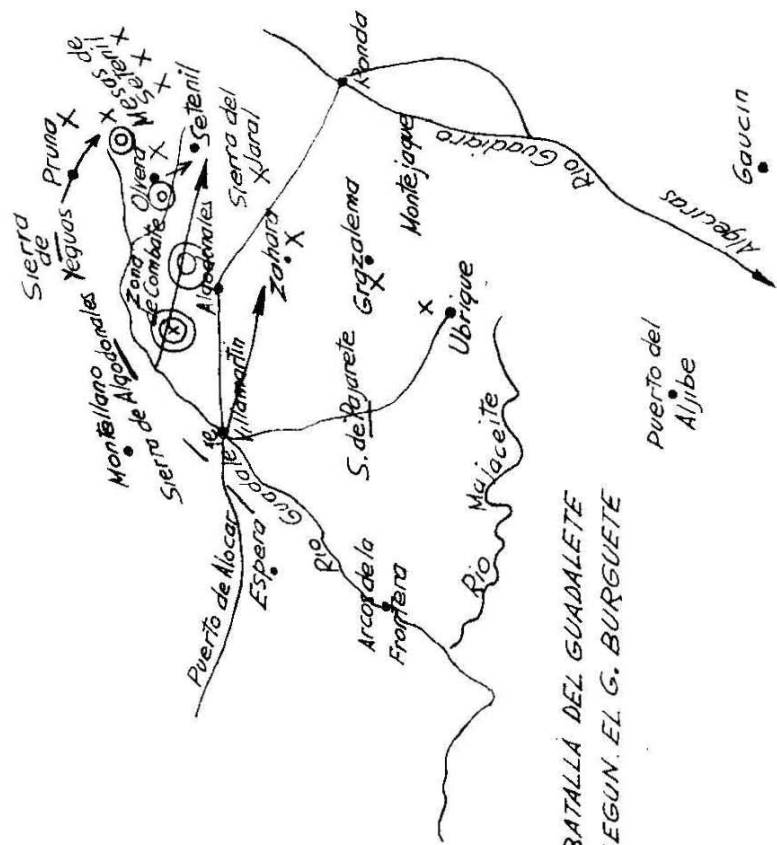 Sierra
de
Yeguas
Pruna
Mesas de
Setenil
Montellano
Sierra de Algodonales
Zona
de Combate
Olvera
Setenil
Puerto de Alocar
Algodonales
Villamartin
Sierra del
Jaral
Espera
Zahara
Rio Guadalete
S. de Pajarete
Grazalema
Ronda
Arcos de la
Frontera
Montejaque
Ubrique
Rio Majaceite
Rio Guadiaro
BATALLA DEL GUADALETE
SEGUN. EL G. BURGUETE
Puerto del
Aljibe
Algeciras
Gaucin